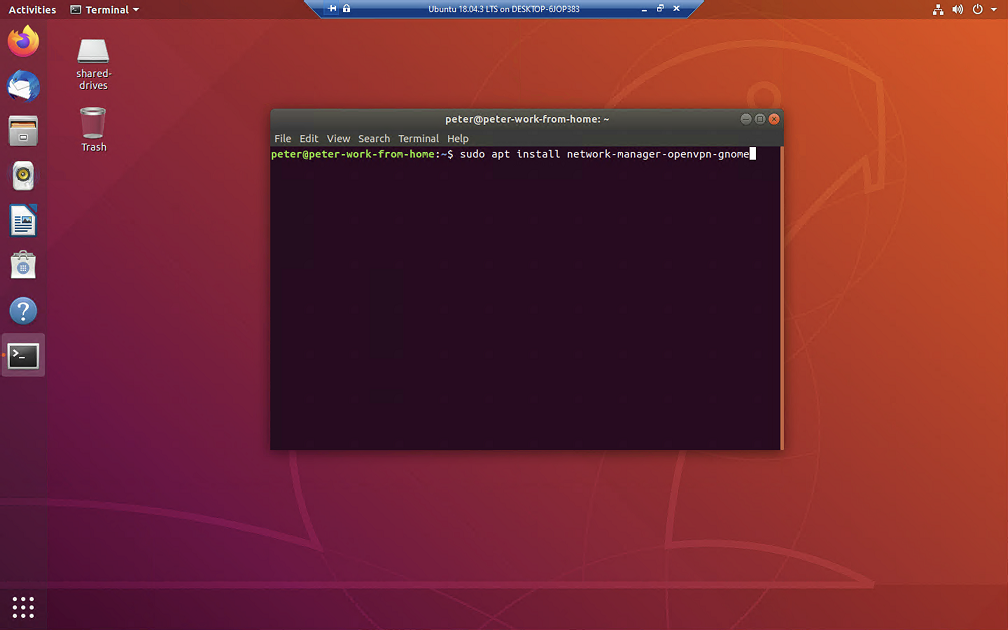 Activities Terminal Ubuntu 18.04.3 LTS on DESKTOP-6JOP383
shared-
drives
Trash
peter@peter-work-from-home: ~
File Edit View Search Terminal Help
peter@peter-work-from-home:~$ sudo apt install network-manager-openvpn-gnome